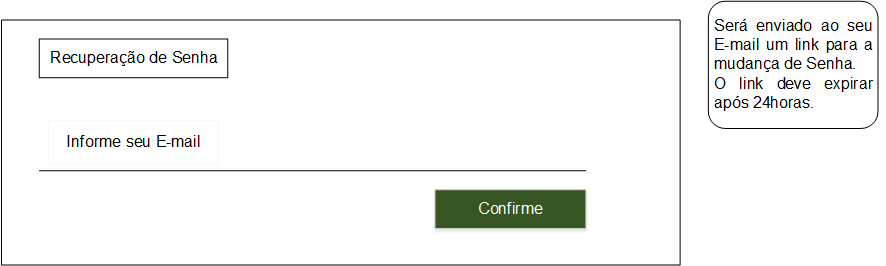 Recuperação de Senha
Informe seu E-mail
Confirme
Será enviado ao seu
E-mail um link para a
mudança de Senha.
O link deve expirar
após 24horas.